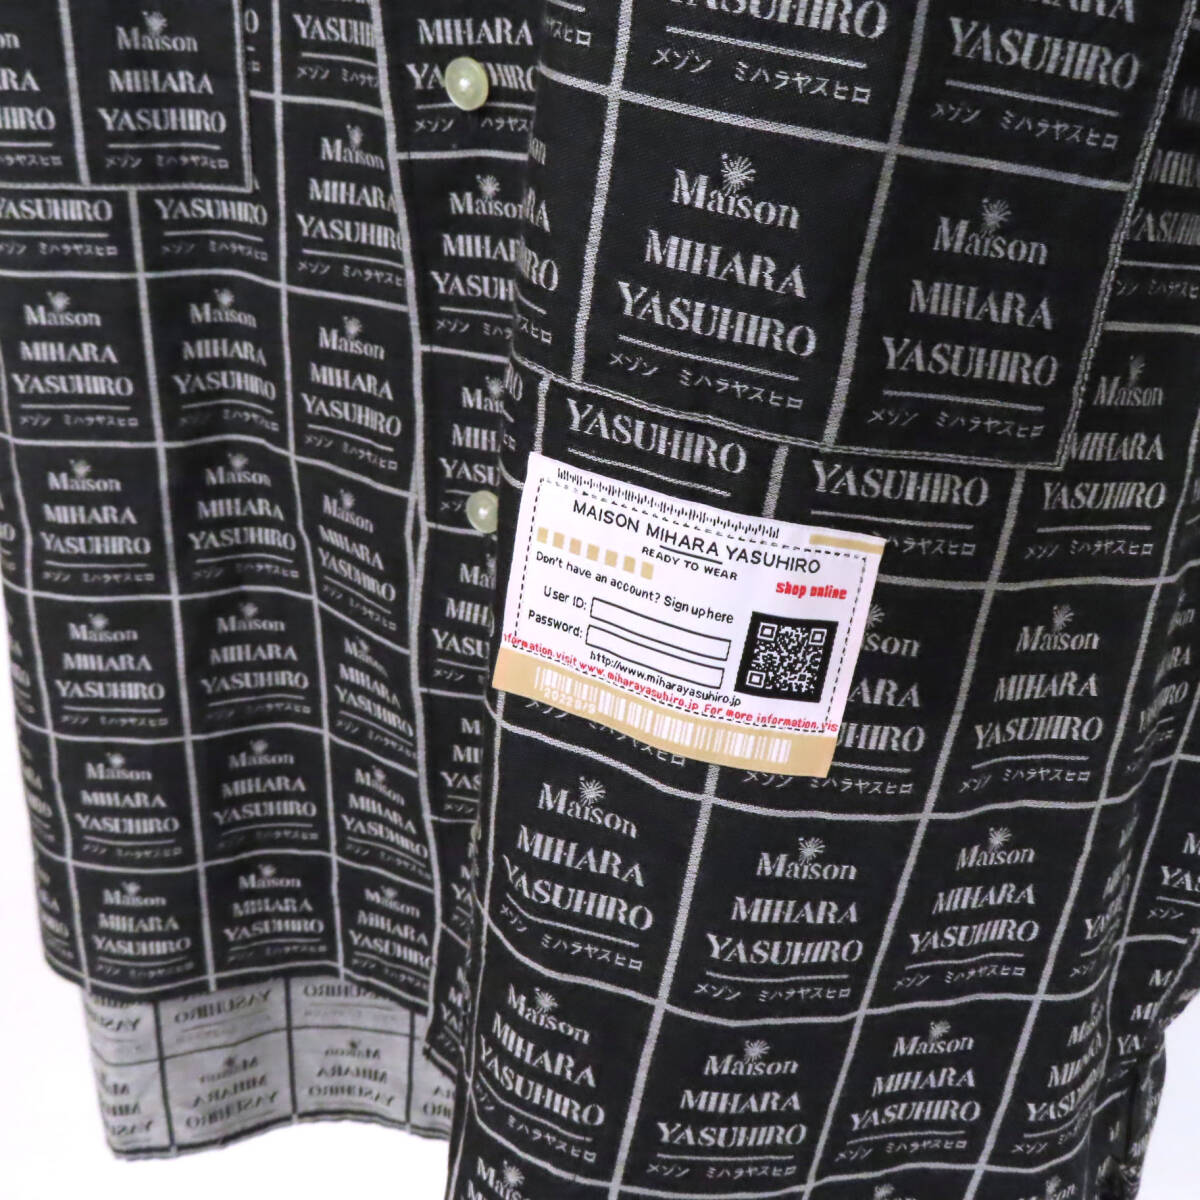 Maison
MIHARA
YASUHIRO
メゾン ミハラヤスヒロ
MAISON MIHARA YASUHIRO
READY TO WEAR
Don't have an account? Sign up here
Shop online
User ID:
Password:
http://www.miharayasuhiro.jp
nformation.visit www.miharayasuhiro.jp For more information.vis